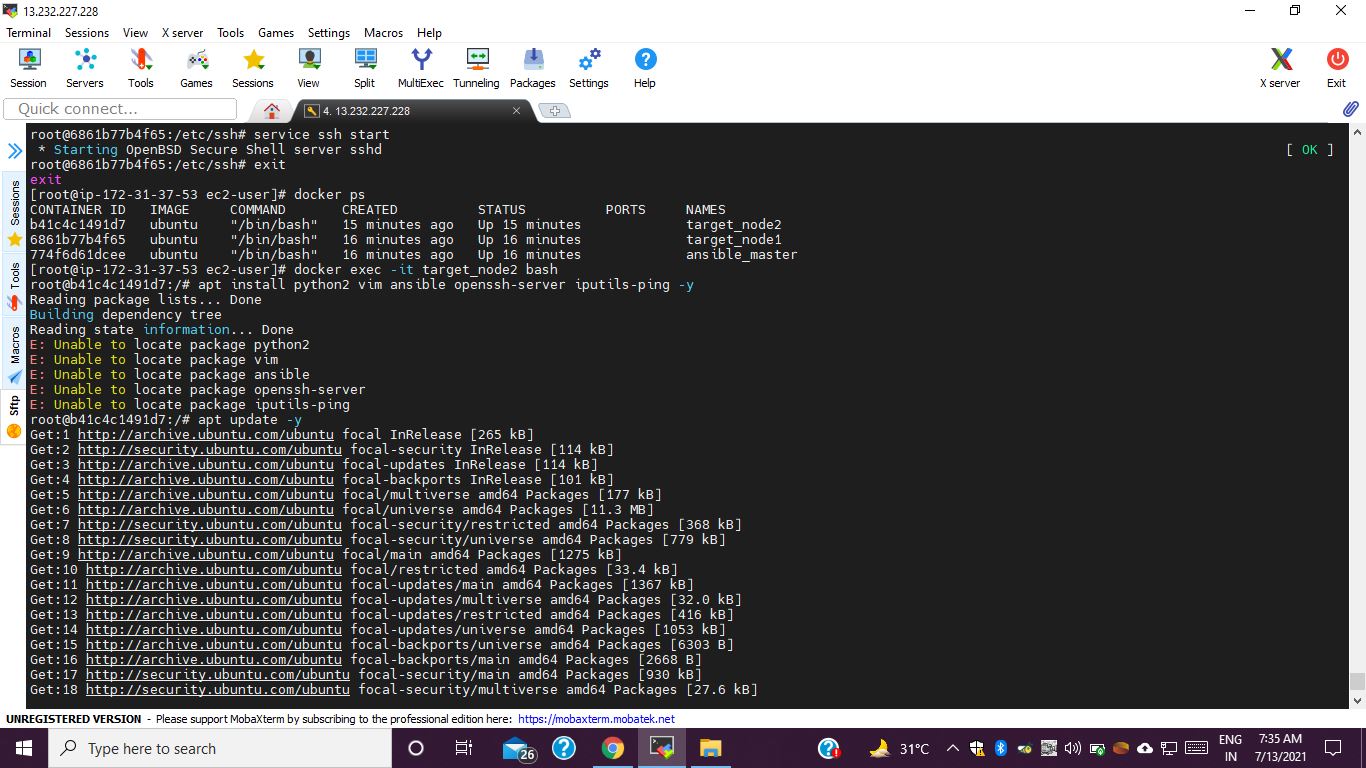 13.232.227.228
Terminal Sessions View X server Tools Games Settings Macros Help
Session Servers Tools Games Sessions View Split MultiExec Tunneling Packages Settings Help X server Exit
Quick connect... 4. 13.232.227.228
root@6861b77b4f65:/etc/ssh# service ssh start
* Starting OpenBSD Secure Shell server sshd [ OK ]
root@6861b77b4f65:/etc/ssh# exit
exit
[root@ip-172-31-37-53 ec2-user]# docker ps
CONTAINER ID IMAGE COMMAND CREATED STATUS PORTS NAMES
b41c4c1491d7 ubuntu "/bin/bash" 15 minutes ago Up 15 minutes target_node2
6861b77b4f65 ubuntu "/bin/bash" 16 minutes ago Up 16 minutes target_node1
774f6d61dcee ubuntu "/bin/bash" 16 minutes ago Up 16 minutes ansible_master
[root@ip-172-31-37-53 ec2-user]# docker exec -it target_node2 bash
root@b41c4c1491d7:/# apt install python2 vim ansible openssh-server iputils-ping -y
Reading package lists... Done
Building dependency tree
Reading state information... Done
E: Unable to locate package python2
E: Unable to locate package vim
E: Unable to locate package ansible
E: Unable to locate package openssh-server
E: Unable to locate package iputils-ping
root@b41c4c1491d7:/# apt update -y
Get:1 http://archive.ubuntu.com/ubuntu focal InRelease [265 kB]
Get:2 http://security.ubuntu.com/ubuntu focal-security InRelease [114 kB]
Get:3 http://archive.ubuntu.com/ubuntu focal-updates InRelease [114 kB]
Get:4 http://archive.ubuntu.com/ubuntu focal-backports InRelease [101 kB]
Get:5 http://archive.ubuntu.com/ubuntu focal/multiverse amd64 Packages [177 kB]
Get:6 http://archive.ubuntu.com/ubuntu focal/universe amd64 Packages [11.3 MB]
Get:7 http://security.ubuntu.com/ubuntu focal-security/restricted amd64 Packages [368 kB]
Get:8 http://security.ubuntu.com/ubuntu focal-security/universe amd64 Packages [779 kB]
Get:9 http://archive.ubuntu.com/ubuntu focal/main amd64 Packages [1275 kB]
Get:10 http://archive.ubuntu.com/ubuntu focal/restricted amd64 Packages [33.4 kB]
Get:11 http://archive.ubuntu.com/ubuntu focal-updates/main amd64 Packages [1367 kB]
Get:12 http://archive.ubuntu.com/ubuntu focal-updates/multiverse amd64 Packages [32.0 kB]
Get:13 http://archive.ubuntu.com/ubuntu focal-updates/restricted amd64 Packages [416 kB]
Get:14 http://archive.ubuntu.com/ubuntu focal-updates/universe amd64 Packages [1053 kB]
Get:15 http://archive.ubuntu.com/ubuntu focal-backports/universe amd64 Packages [6303 B]
Get:16 http://archive.ubuntu.com/ubuntu focal-backports/main amd64 Packages [2668 B]
Get:17 http://security.ubuntu.com/ubuntu focal-security/main amd64 Packages [930 kB]
Get:18 http://security.ubuntu.com/ubuntu focal-security/multiverse amd64 Packages [27.6 kB]
Sessions
Tools
Macros
Sftp
UNREGISTERED VERSION - Please support MobaXterm by subscribing to the professional edition here: https://mobaxterm.mobatek.net
Type here to search 26 31°C ENG 7:35 AM
IN 7/13/2021